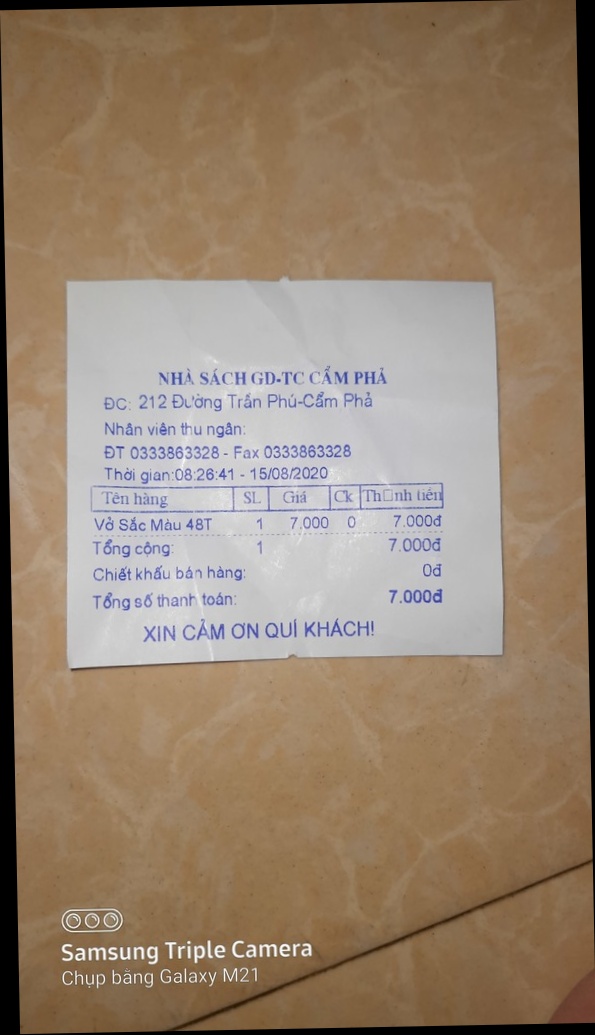 NHÀ SÁCH GD-TC CẨM PHẢ
ĐC: 212 Đường Trần Phú-Cẩm Phả
Nhân viên thu ngân:
ĐT 0333863328 - Fax 0333863328
Thời gian:08:26:41 - 15/08/2020
Tên hàng SL Giá Ck Th□nh tiền
Vở Sắc Màu 48T 1 7,000 0 7.000đ
Tổng cộng: 1 7.000đ
Chiết khấu bán hàng: 0đ
Tổng số thanh toán: 7.000đ
XIN CẢM ƠN QUÍ KHÁCH!
Samsung Triple Camera
Chụp bằng Galaxy M21